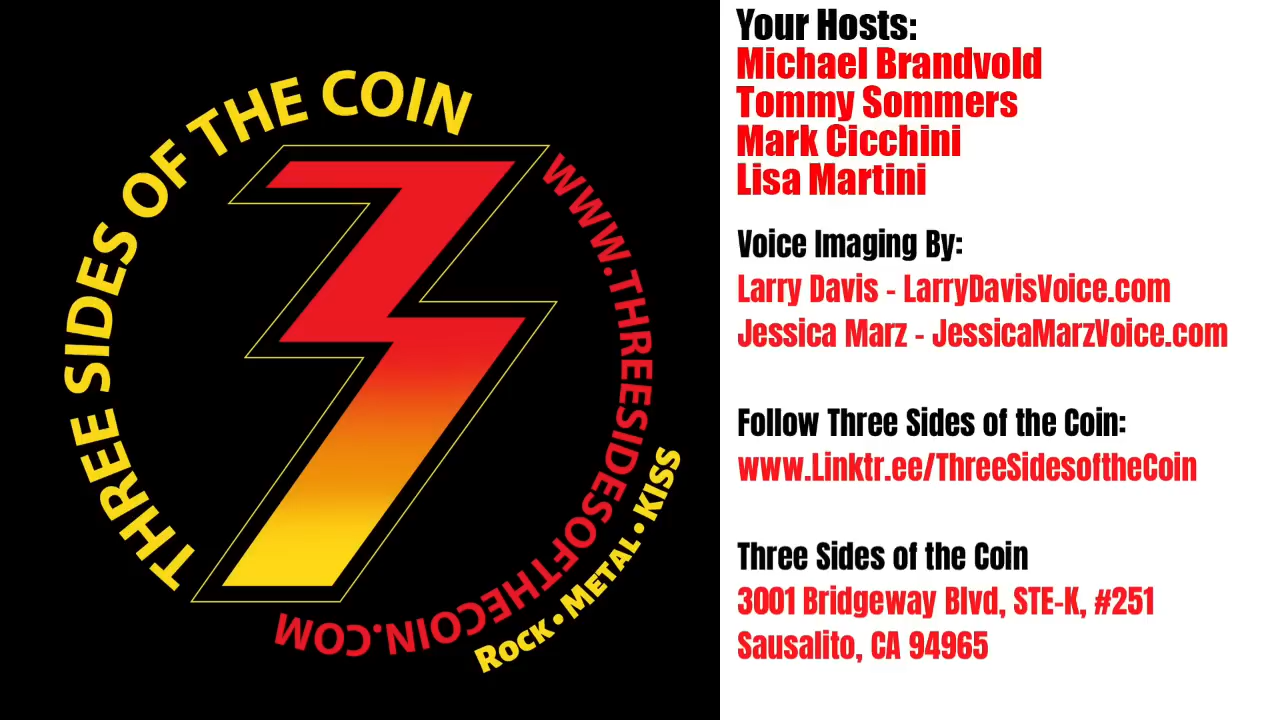 THREE SIDES OF THE COIN
WWW.THREESIDESOFTHECOIN.COM
ROCK • METAL • KISS
Your Hosts:
Michael Brandvold
Tommy Sommers
Mark Cicchini
Lisa Martini
Voice Imaging By:
Larry Davis - LarryDavisVoice.com
Jessica Marz - JessicaMarzVoice.com
Follow Three Sides of the Coin:
www.Linktr.ee/ThreeSidesoftheCoin
Three Sides of the Coin
3001 Bridgeway Blvd, STE-K, #251
Sausalito, CA 94965